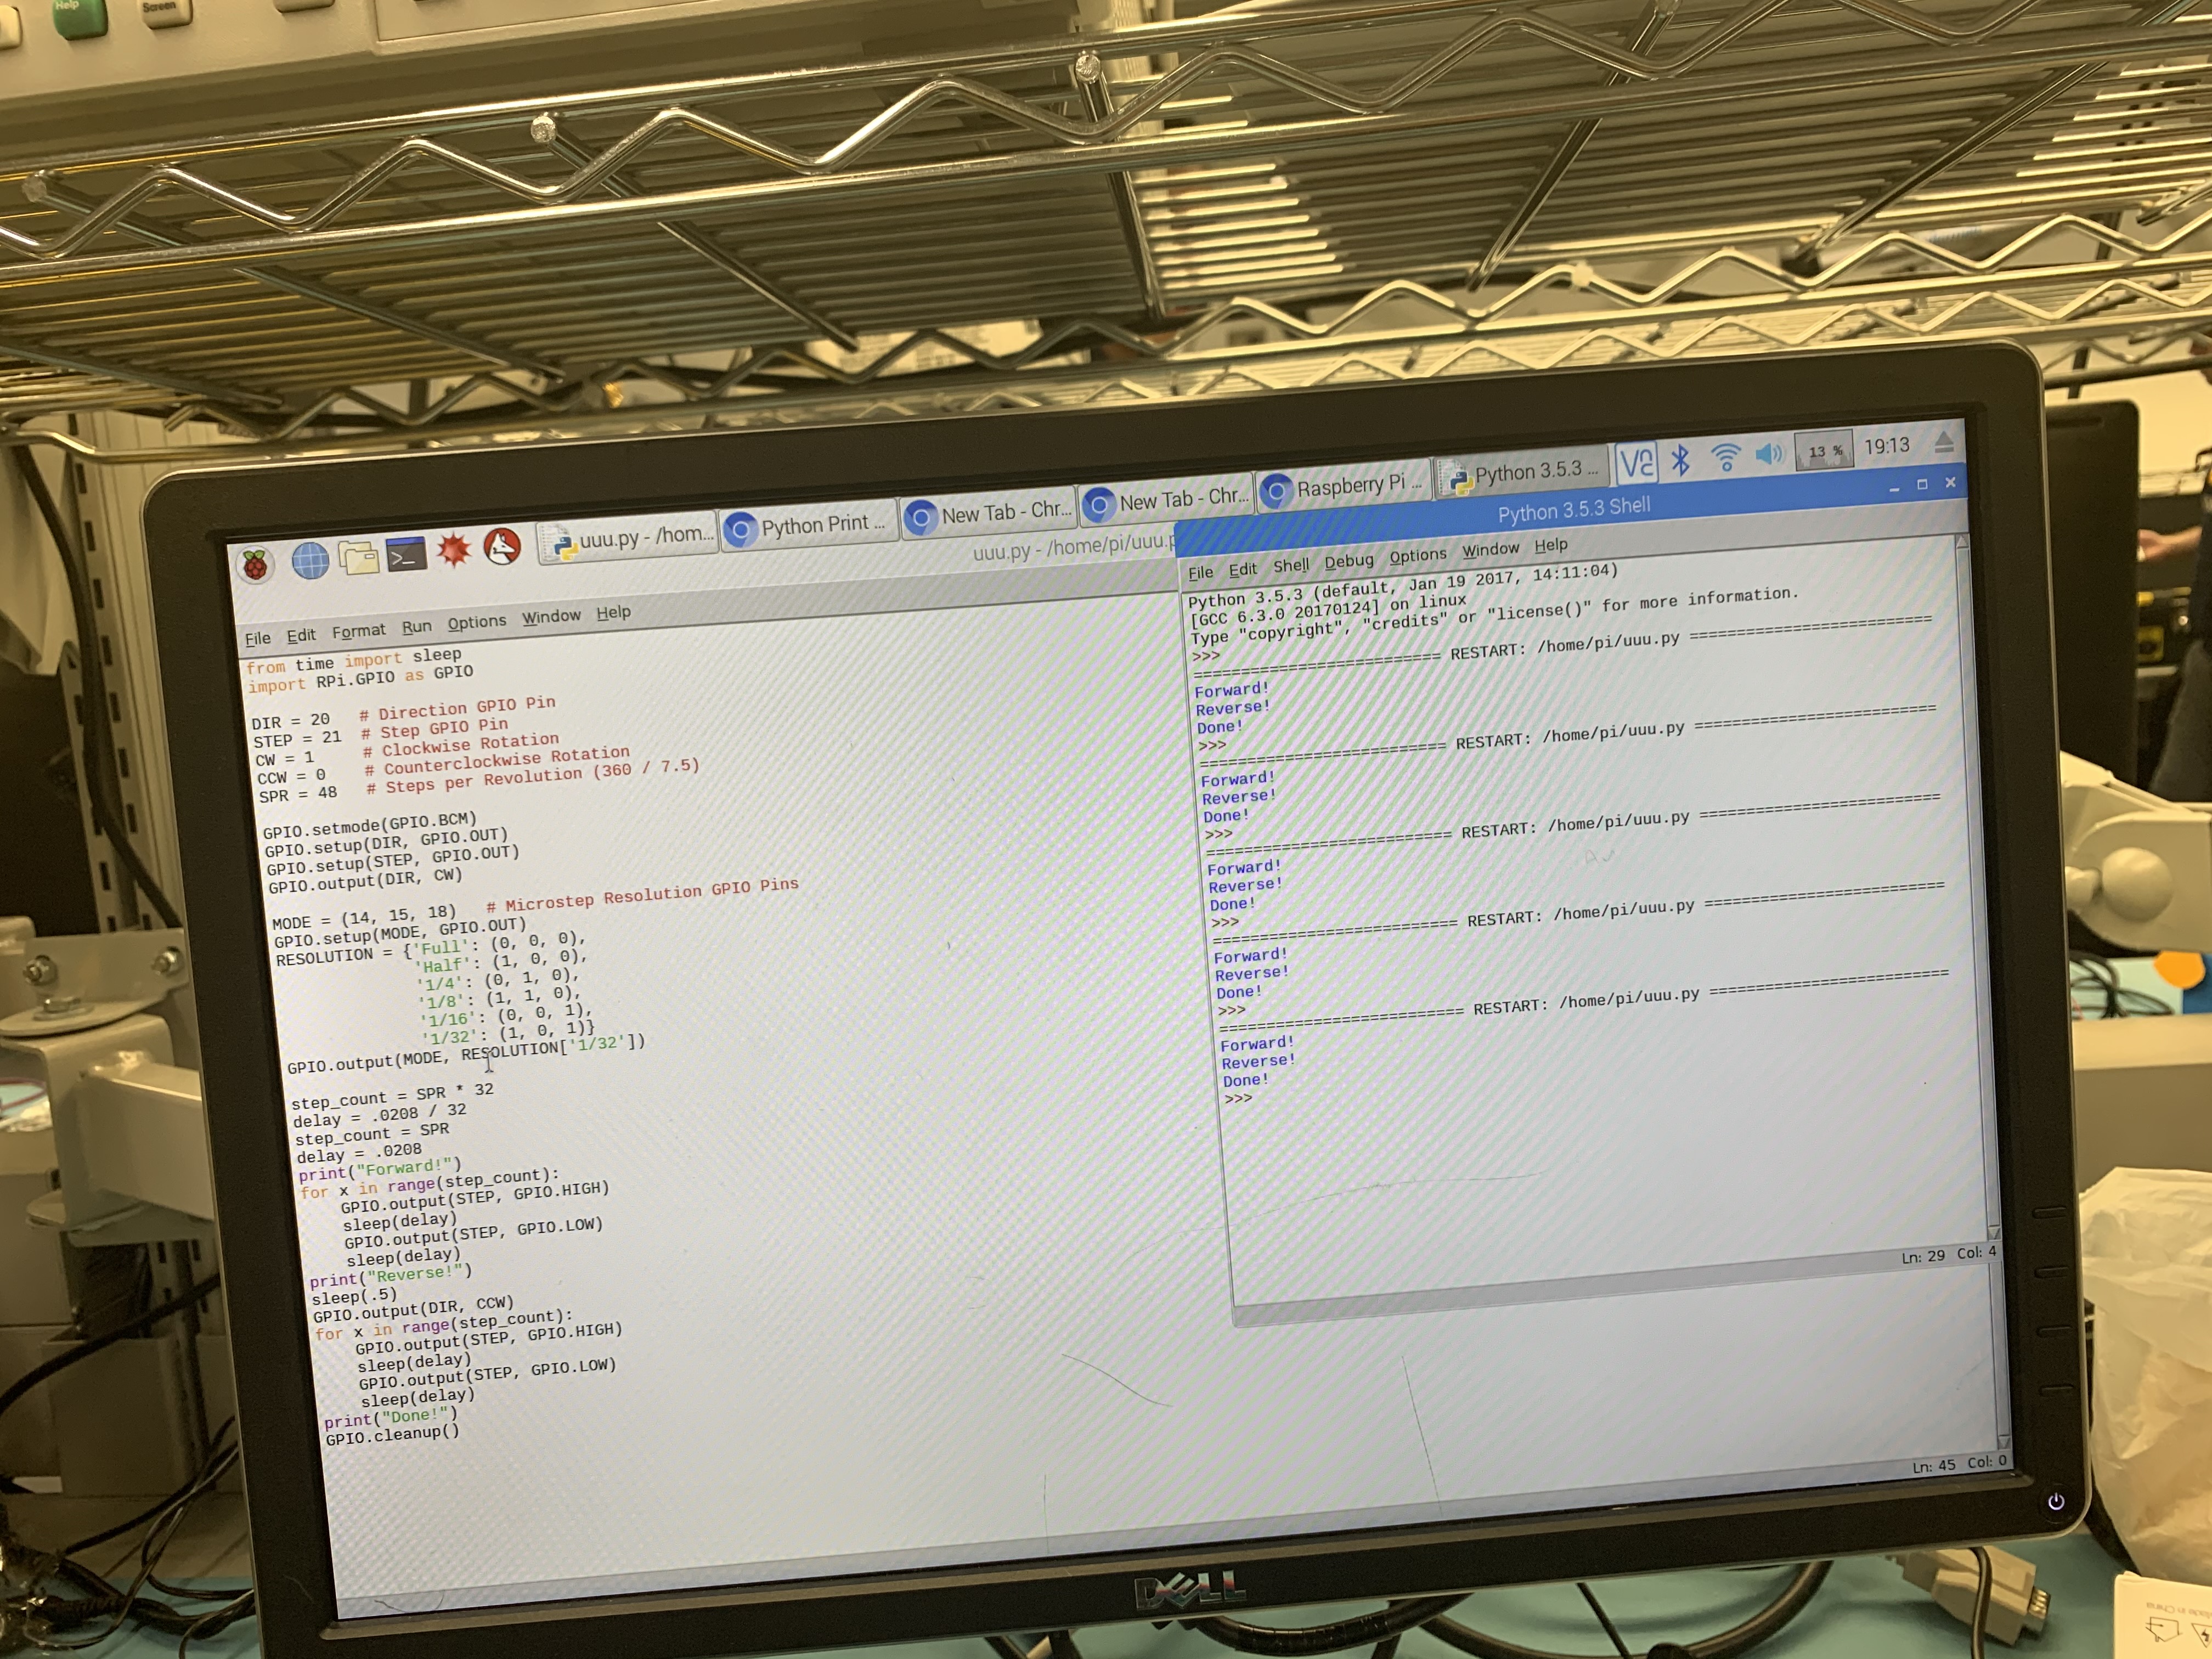 Help
Screen
uuu.py - /hom...
Python Print ...
New Tab - Chr...
New Tab - Chr...
Raspberry Pi ...
Python 3.5.3 ...
13 %
19:13
uuu.py - /home/pi/uuu.p
File Edit Format Run Options Window Help
from time import sleep
import RPi.GPIO as GPIO
DIR = 20   # Direction GPIO Pin
STEP = 21  # Step GPIO Pin
CW = 1     # Clockwise Rotation
CCW = 0    # Counterclockwise Rotation
SPR = 48   # Steps per Revolution (360 / 7.5)
GPIO.setmode(GPIO.BCM)
GPIO.setup(DIR, GPIO.OUT)
GPIO.setup(STEP, GPIO.OUT)
GPIO.output(DIR, CW)
MODE = (14, 15, 18)   # Microstep Resolution GPIO Pins
GPIO.setup(MODE, GPIO.OUT)
RESOLUTION = {'Full': (0, 0, 0),
              'Half': (1, 0, 0),
              '1/4': (0, 1, 0),
              '1/8': (1, 1, 0),
              '1/16': (0, 0, 1),
              '1/32': (1, 0, 1)}
GPIO.output(MODE, RESOLUTION['1/32'])
step_count = SPR * 32
delay = .0208 / 32
step_count = SPR
delay = .0208
print("Forward!")
for x in range(step_count):
    GPIO.output(STEP, GPIO.HIGH)
    sleep(delay)
    GPIO.output(STEP, GPIO.LOW)
    sleep(delay)
print("Reverse!")
sleep(.5)
GPIO.output(DIR, CCW)
for x in range(step_count):
    GPIO.output(STEP, GPIO.HIGH)
    sleep(delay)
    GPIO.output(STEP, GPIO.LOW)
    sleep(delay)
print("Done!")
GPIO.cleanup()
Ln: 45 Col: 0
Python 3.5.3 Shell
File Edit Shell Debug Options Window Help
Python 3.5.3 (default, Jan 19 2017, 14:11:04)
[GCC 6.3.0 20170124] on linux
Type "copyright", "credits" or "license()" for more information.
>>>
========================== RESTART: /home/pi/uuu.py ==========================
Forward!
Reverse!
Done!
>>>
========================== RESTART: /home/pi/uuu.py ==========================
Forward!
Reverse!
Done!
>>>
========================== RESTART: /home/pi/uuu.py ==========================
Forward!
Reverse!
Done!
>>>
========================== RESTART: /home/pi/uuu.py ==========================
Forward!
Reverse!
Done!
>>>
========================== RESTART: /home/pi/uuu.py ==========================
Forward!
Reverse!
Done!
>>>
Ln: 29 Col: 4
DELL
Made in China